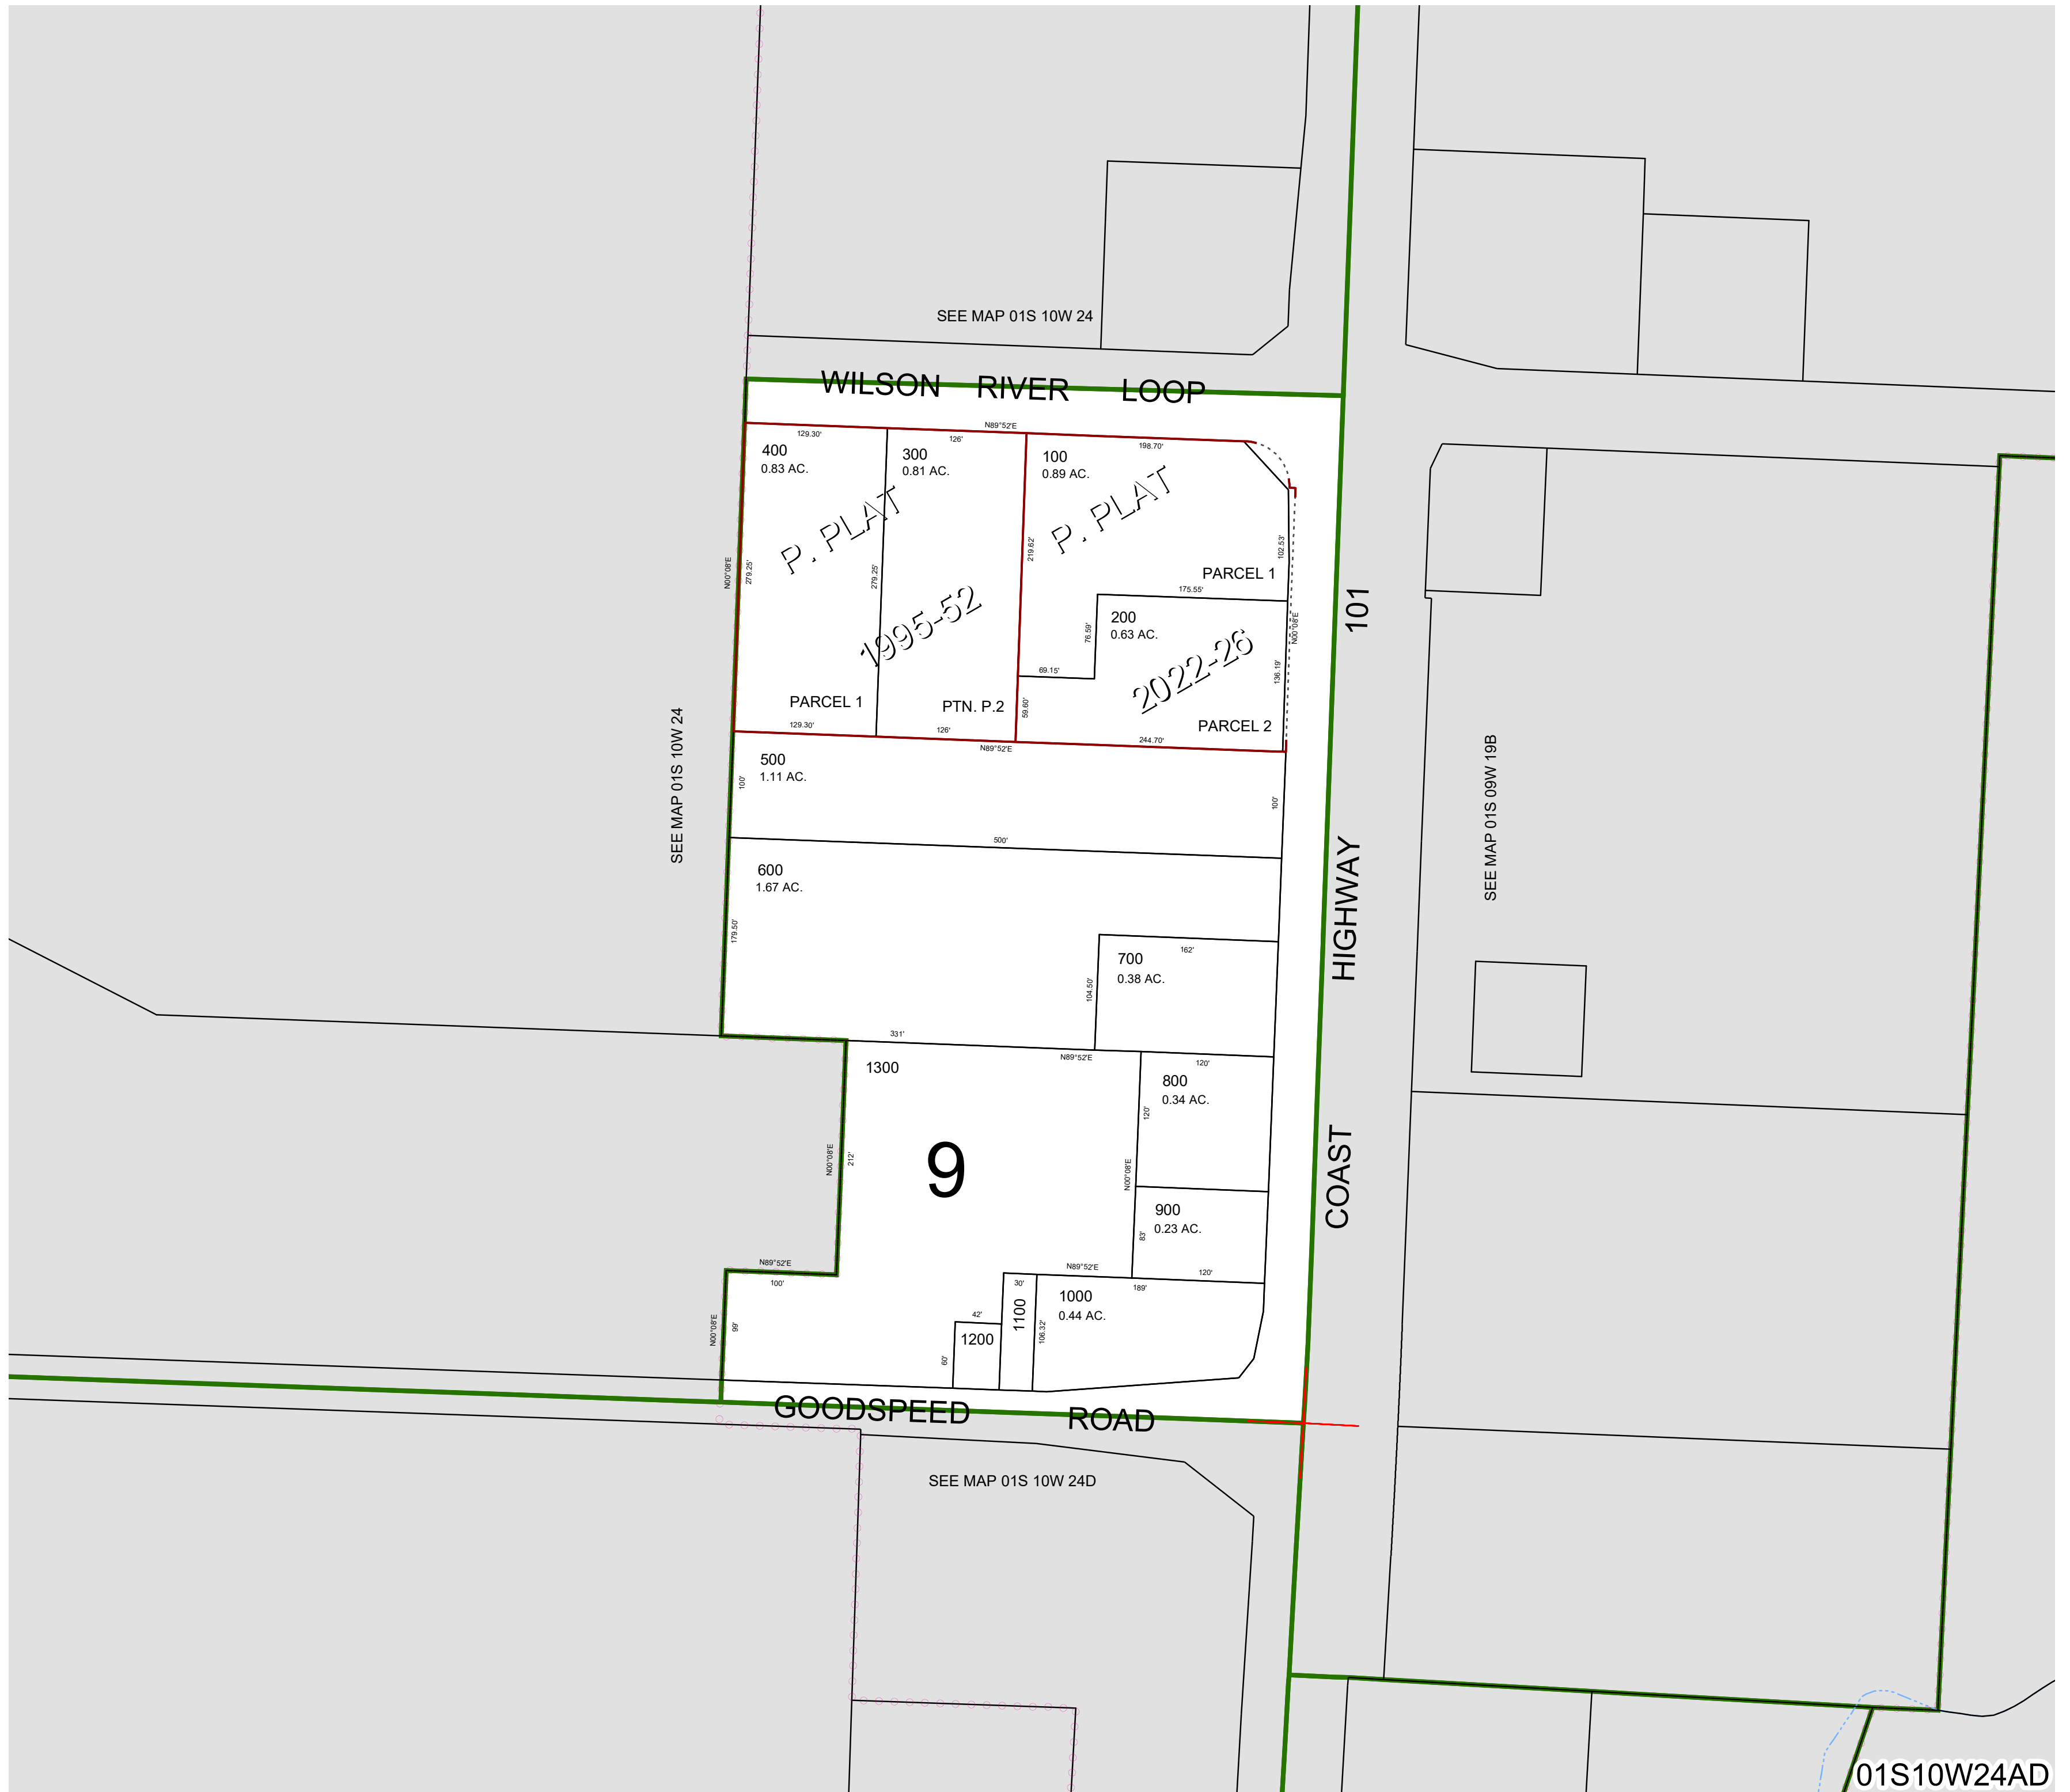 SEE MAP 01S 10W 24
WILSON RIVER LOOP
N89°52'E
129.30'
126'
198.70'
400
0.83 AC.
300
0.81 AC.
100
0.89 AC.
P. PLAT
P. PLAT
N00°08'E
279.25'
279.25'
219.62'
102.53'
PARCEL 1
175.55'
1995-52
200
0.63 AC.
76.59'
N00°08'E
101
2022-26
69.15'
136.19'
59.60'
PARCEL 1
PTN. P.2
PARCEL 2
129.30'
126'
244.70'
N89°52'E
SEE MAP 01S 10W 24
500
1.11 AC.
100'
100'
SEE MAP 01S 09W 19B
500'
600
1.67 AC.
179.50'
HIGHWAY
162'
700
0.38 AC.
104.50'
331'
N89°52'E
120'
1300
800
0.34 AC.
120'
N00°08'E
212'
9
N00°08'E
COAST
900
0.23 AC.
83'
N89°52'E
100'
N89°52'E
120'
30'
189'
1000
0.44 AC.
1100
106.32'
42'
1200
60'
N00°08'E
99'
GOODSPEED ROAD
SEE MAP 01S 10W 24D
01S10W24AD